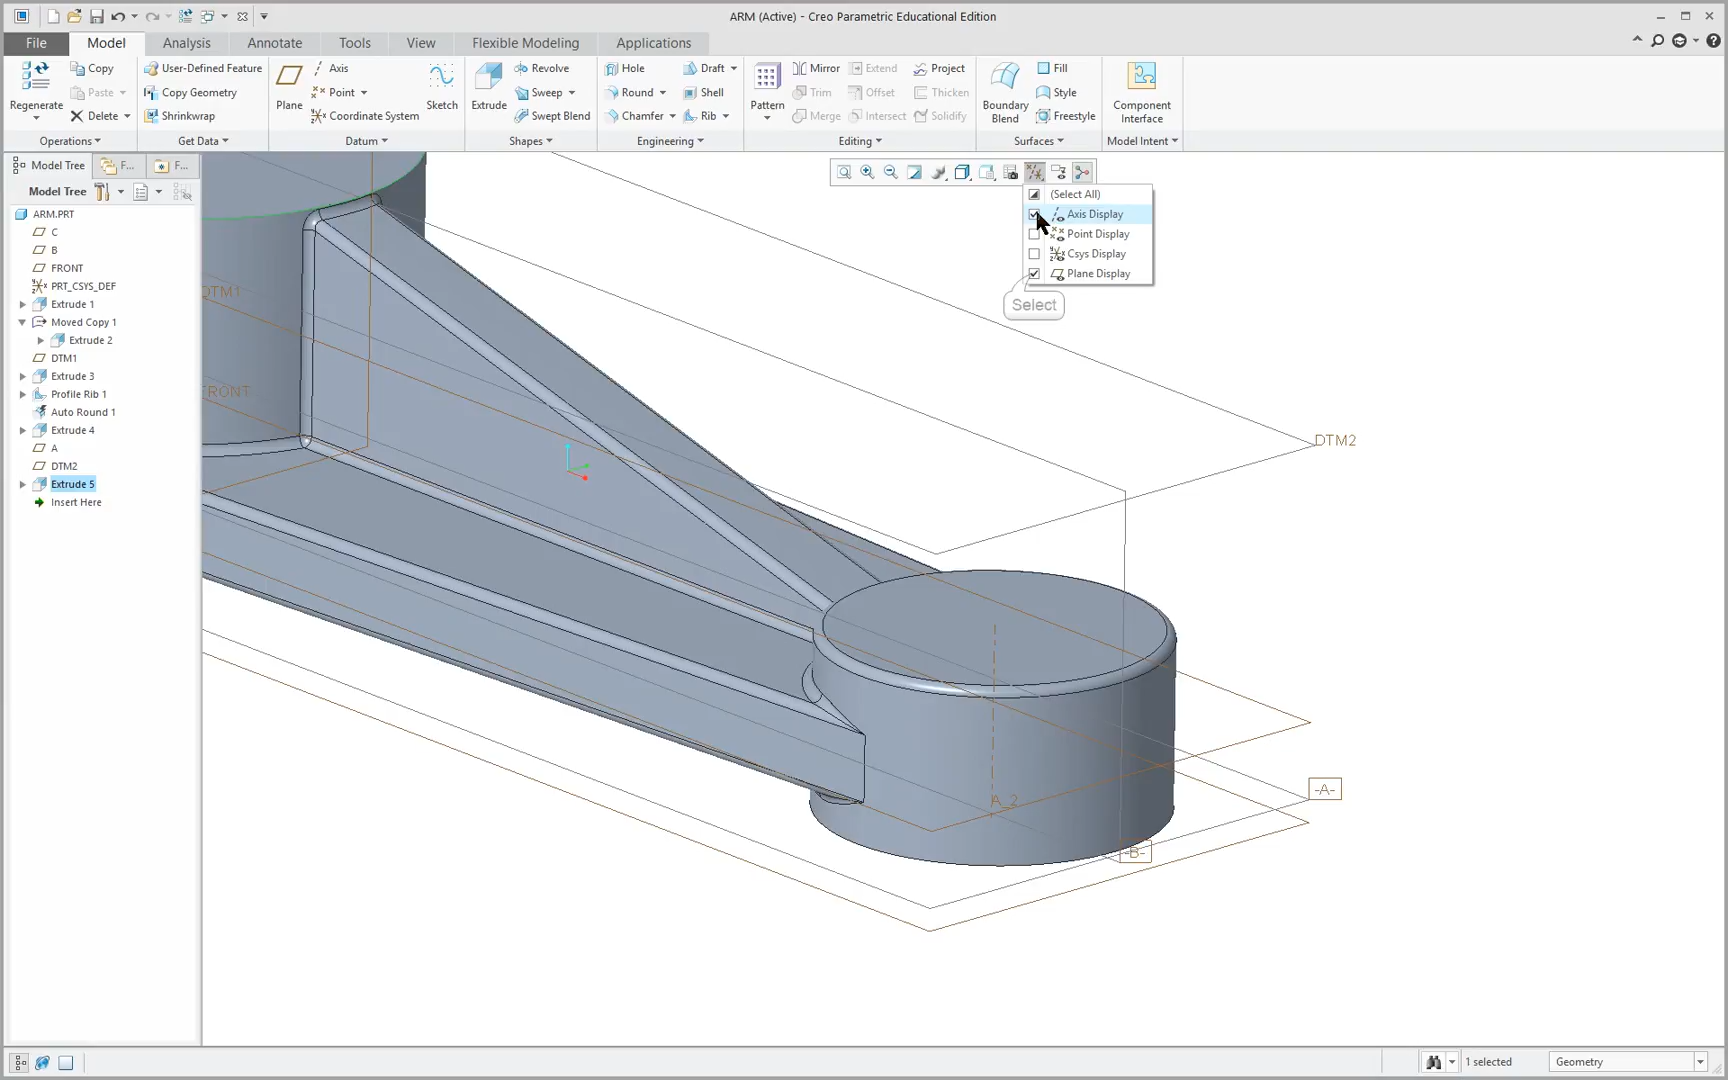 ARM (Active) - Creo Parametric Educational Edition
File Model Analysis Annotate Tools View Flexible Modeling Applications
Regenerate
Copy
Paste
Delete
Operations
User-Defined Feature
Copy Geometry
Shrinkwrap
Get Data
Plane
Axis
Point
Coordinate System
Sketch
Datum
Extrude
Revolve
Sweep
Swept Blend
Shapes
Hole
Round
Chamfer
Draft
Shell
Rib
Engineering
Pattern
Mirror
Trim
Merge
Extend
Offset
Intersect
Project
Thicken
Solidify
Editing
Boundary
Blend
Fill
Style
Freestyle
Surfaces
Component
Interface
Model Intent
Model Tree F... F...
Model Tree
ARM.PRT
C
B
FRONT
PRT_CSYS_DEF
Extrude 1
Moved Copy 1
Extrude 2
DTM1
Extrude 3
Profile Rib 1
Auto Round 1
Extrude 4
A
DTM2
Extrude 5
Insert Here
(Select All)
Axis Display
Point Display
Csys Display
Plane Display
Select
DTM1
FRONT
DTM2
A_2
-A-
-B-
1 selected
Geometry